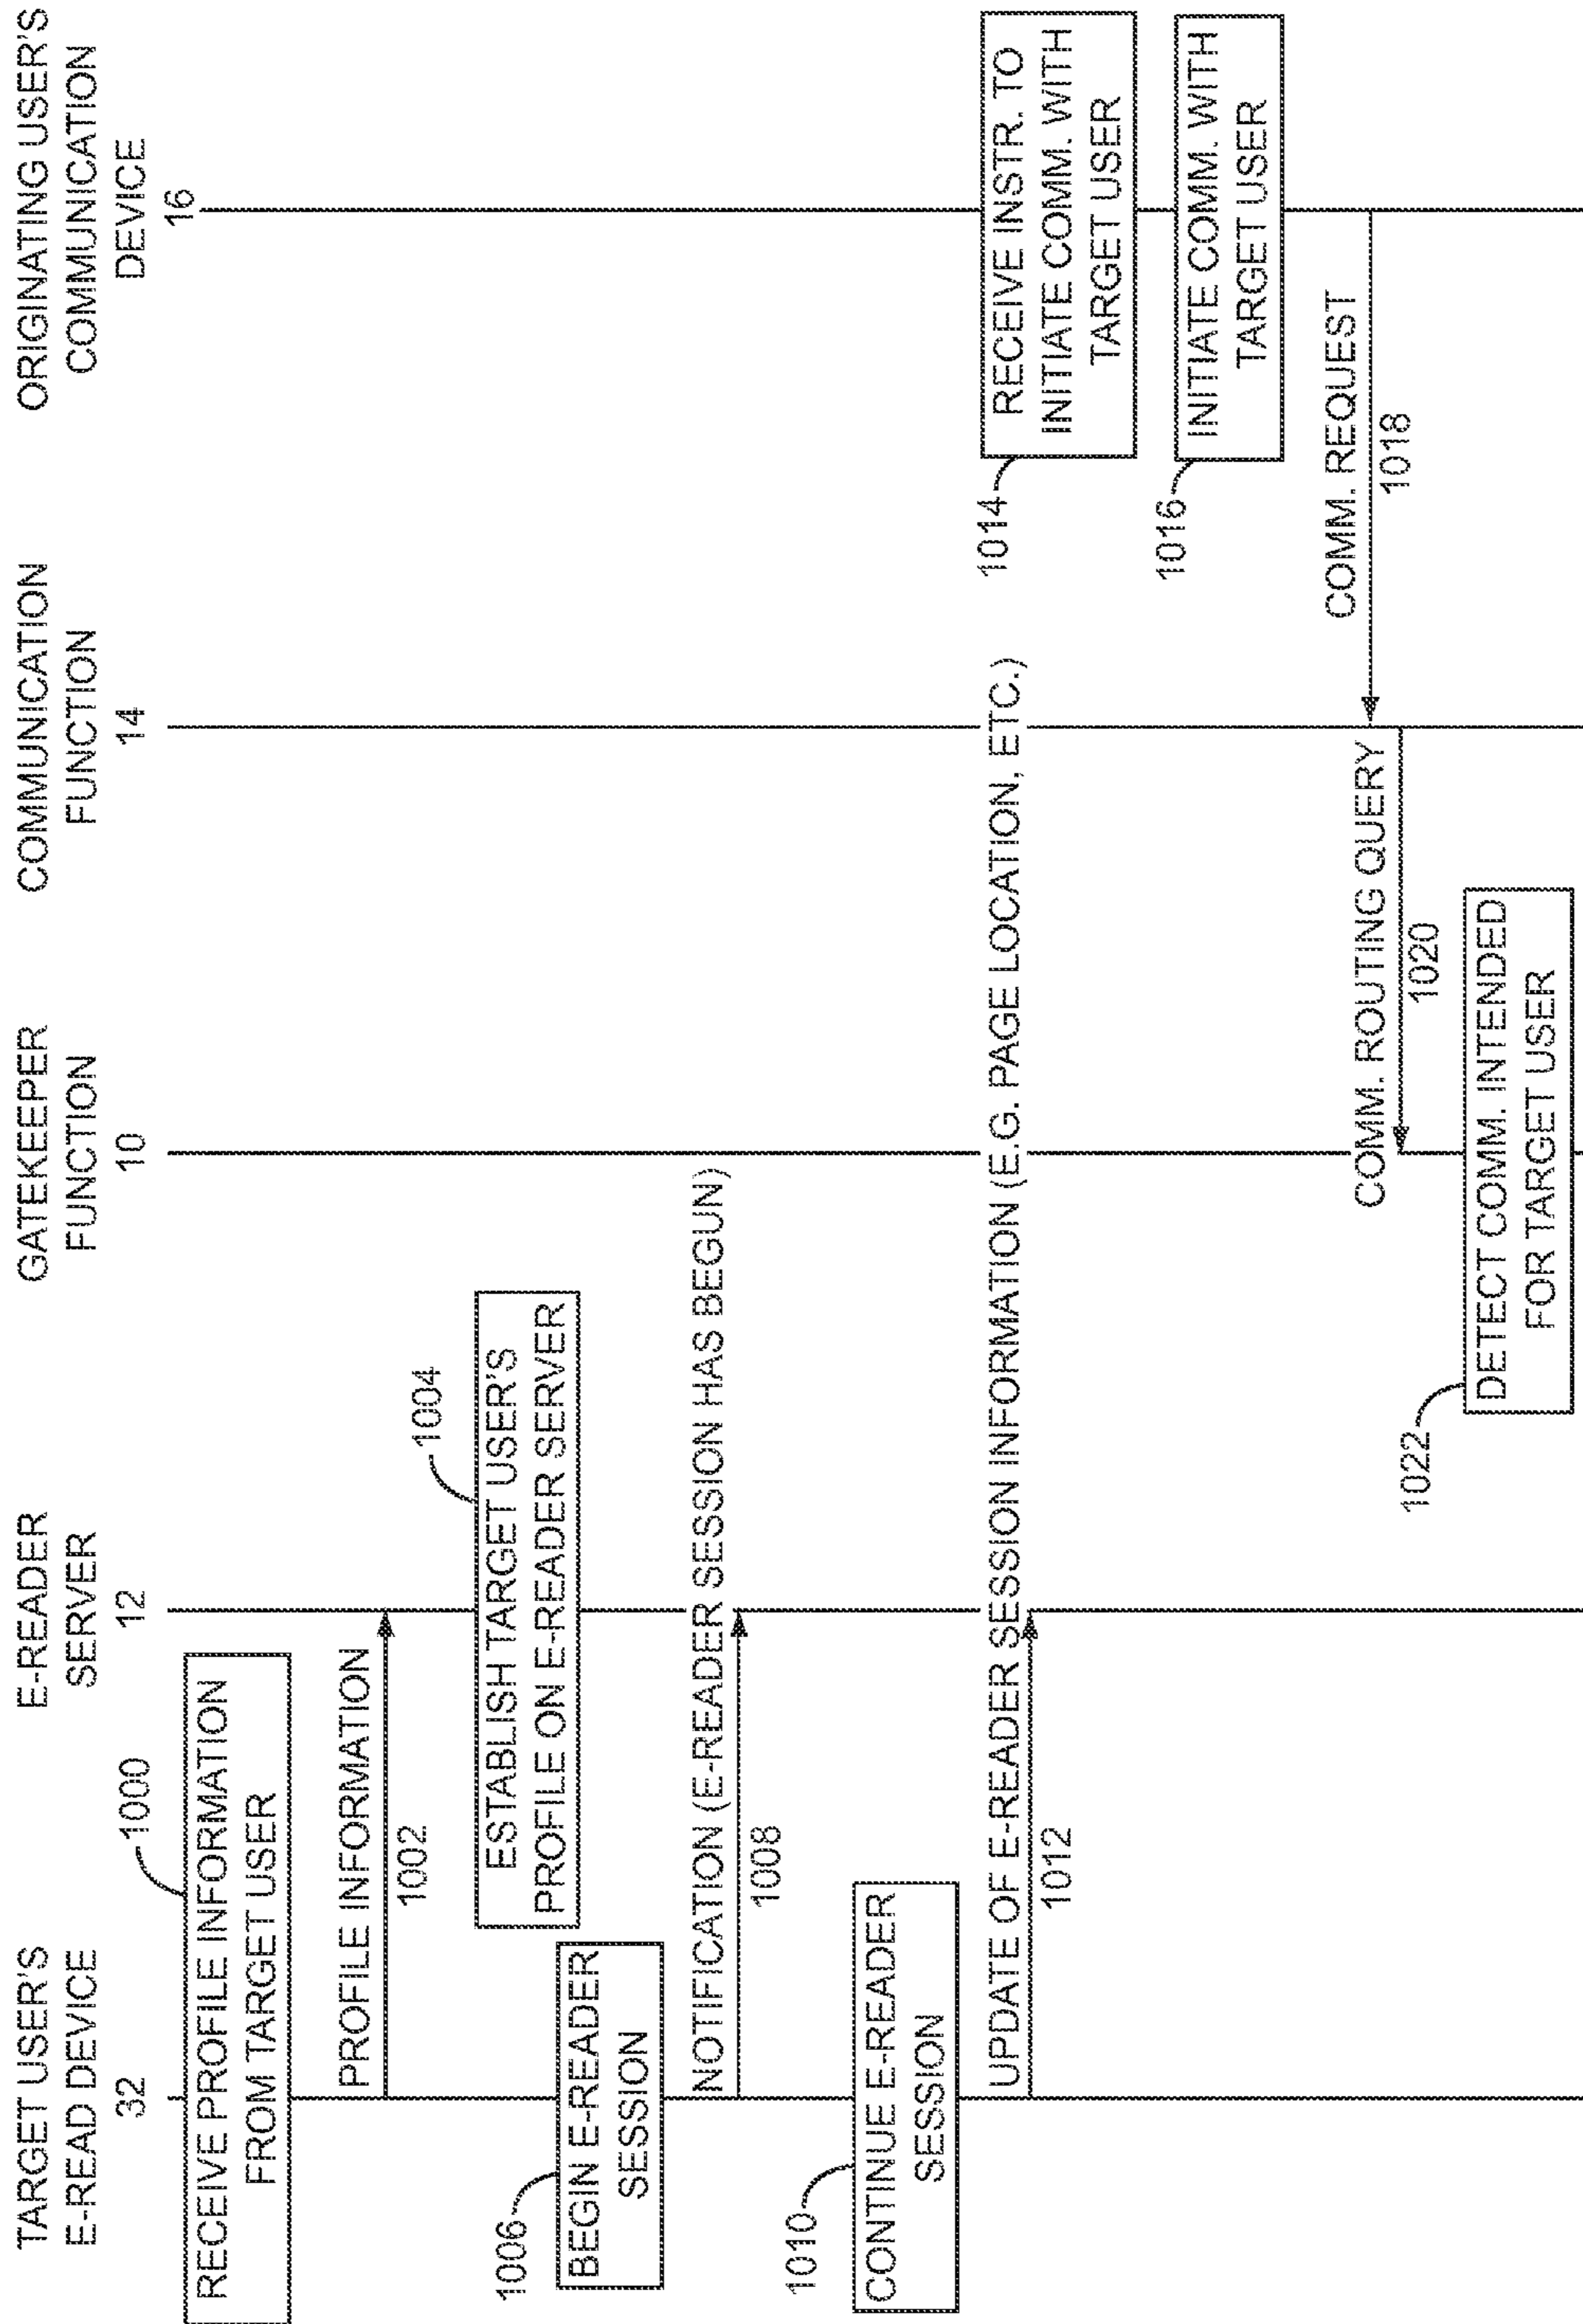 TARGET USER'S
E-READ DEVICE
32
E-READER
SERVER
12
GATEKEEPER
FUNCTION
10
COMMUNICATION
FUNCTION
14
ORIGINATING USER'S
COMMUNICATION
DEVICE
16
1000
RECEIVE PROFILE INFORMATION
FROM TARGET USER
PROFILE INFORMATION
1002
1004
ESTABLISH TARGET USER'S
PROFILE ON E-READER SERVER
1006
BEGIN E-READER
SESSION
NOTIFICATION (E-READER SESSION HAS BEGUN)
1008
1010
CONTINUE E-READER
SESSION
UPDATE OF E-READER SESSION INFORMATION (E.G. PAGE LOCATION, ETC.)
1012
1014
RECEIVE INSTR. TO
INITIATE COMM. WITH
TARGET USER
1016
INITIATE COMM. WITH
TARGET USER
COMM. REQUEST
1018
COMM. ROUTING QUERY
1020
1022
DETECT COMM. INTENDED
FOR TARGET USER